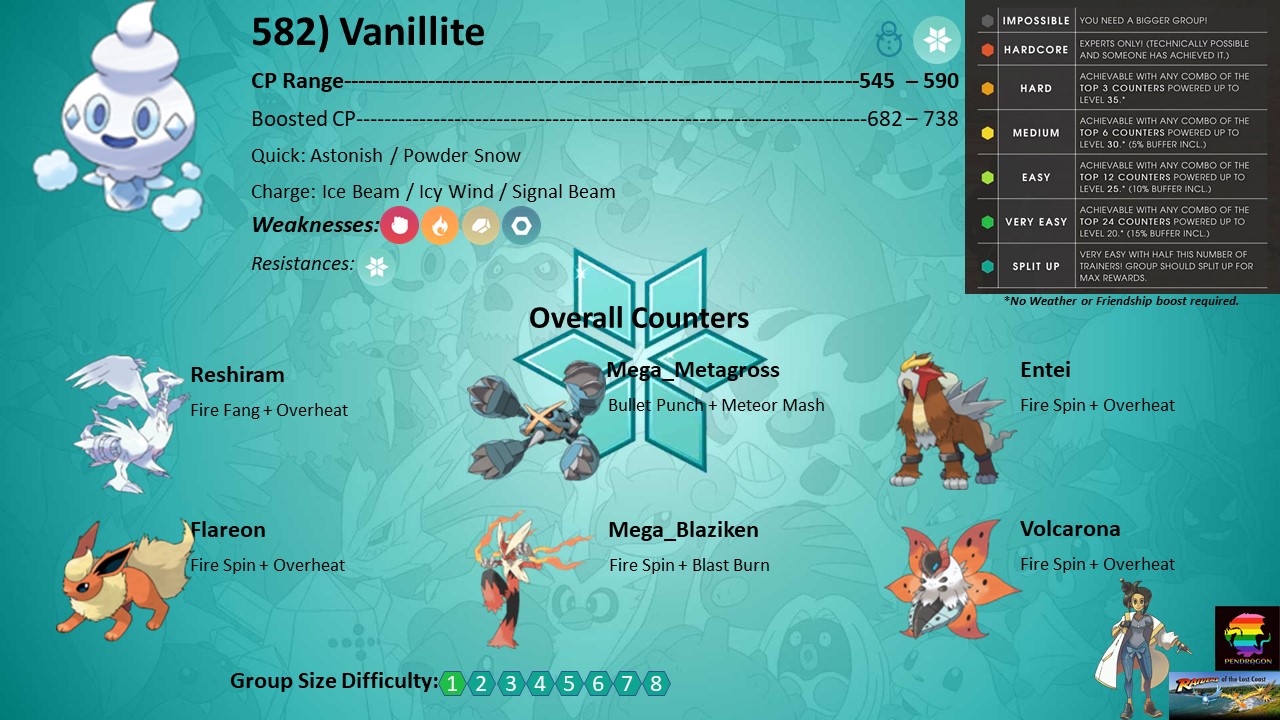 582) Vanillite
CP Range------------------------------------------------------------------------545 – 590
Boosted CP-----------------------------------------------------------------------682 – 738
Quick: Astonish / Powder Snow
Charge: Ice Beam / Icy Wind / Signal Beam
Weaknesses:
Resistances:
IMPOSSIBLE YOU NEED A BIGGER GROUP!
HARDCORE EXPERTS ONLY! (TECHNICALLY POSSIBLE
AND SOMEONE HAS ACHIEVED IT.)
HARD ACHIEVABLE WITH ANY COMBO OF THE
TOP 3 COUNTERS POWERED UP TO
LEVEL 35.*
MEDIUM ACHIEVABLE WITH ANY COMBO OF THE
TOP 6 COUNTERS POWERED UP TO
LEVEL 30.* (5% BUFFER INCL.)
EASY ACHIEVABLE WITH ANY COMBO OF THE
TOP 12 COUNTERS POWERED UP TO
LEVEL 25.* (10% BUFFER INCL.)
VERY EASY ACHIEVABLE WITH ANY COMBO OF THE
TOP 24 COUNTERS POWERED UP TO
LEVEL 20.* (15% BUFFER INCL.)
SPLIT UP VERY EASY WITH HALF THIS NUMBER OF
TRAINERS! GROUP SHOULD SPLIT UP FOR
MAX REWARDS.
*No Weather or Friendship boost required.
Overall Counters
Reshiram
Fire Fang + Overheat
Mega_Metagross
Bullet Punch + Meteor Mash
Entei
Fire Spin + Overheat
Flareon
Fire Spin + Overheat
Mega_Blaziken
Fire Spin + Blast Burn
Volcarona
Fire Spin + Overheat
Group Size Difficulty: 1 2 3 4 5 6 7 8
PENDRAGON
RAIDERS of the Lost Coast